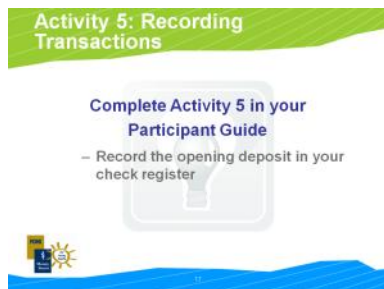 Activity 5: Recording
Transactions
Complete Activity 5 in your
Participant Guide
– Record the opening deposit in your
check register